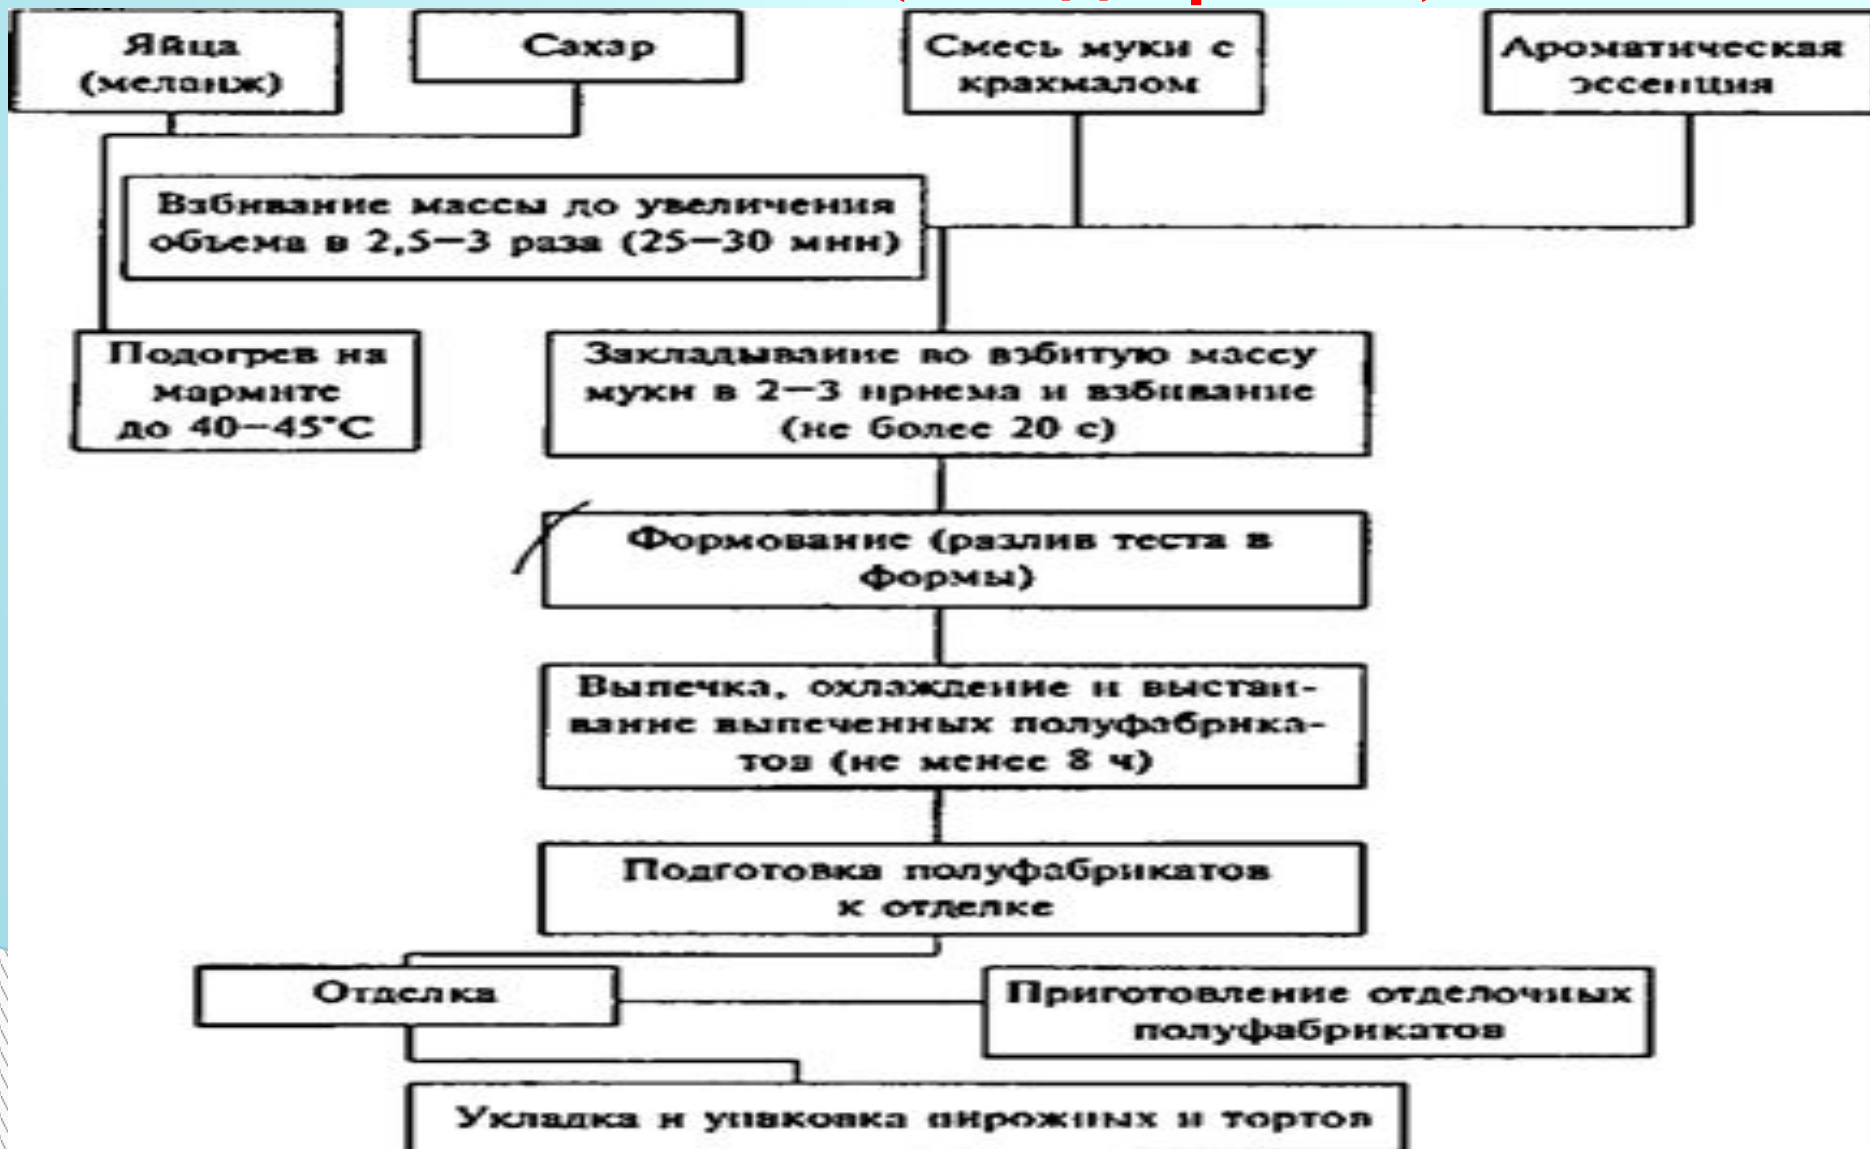 Яйца
(меланж)
Сахар
Смесь муки с
крахмалом
Ароматическая
эссенция
Взбивание массы до увеличения
объема в 2,5—3 раза (25—30 мин)
Подогрев на
мармите
до 40—45°С
Закладывание во взбитую массу
муки в 2—3 приема и взбивание
(не более 20 с)
Формование (разлив теста в
формы)
Выпечка, охлаждение и выстаи-
вание выпеченных полуфабрика-
тов (не менее 8 ч)
Подготовка полуфабрикатов
к отделке
Отделка
Приготовление отделочных
полуфабрикатов
Укладка и упаковка пирожных и тортов